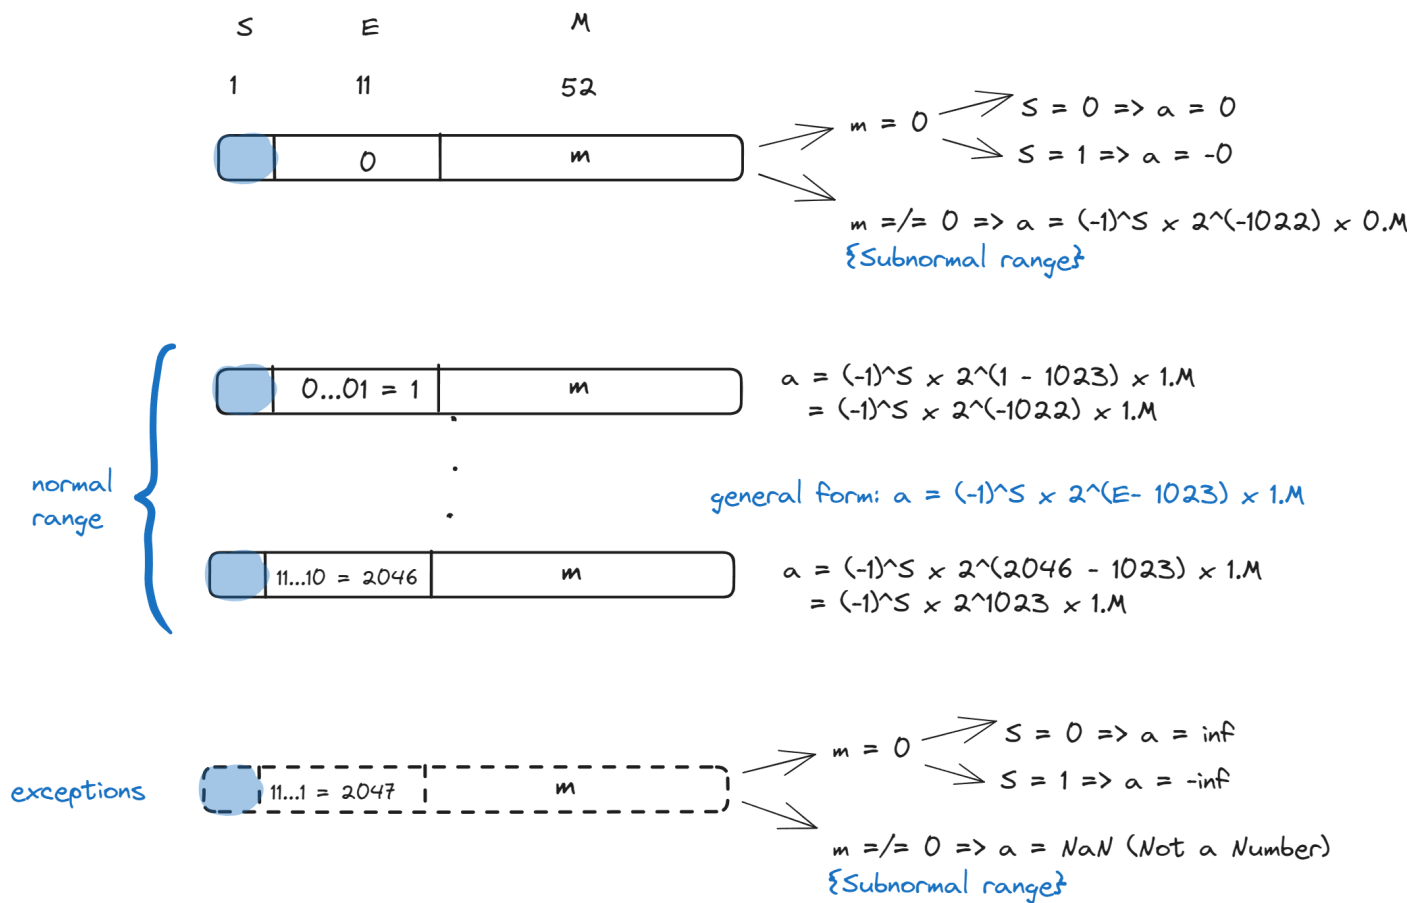 S E M
1 11 52
0 m
m = 0
S = 0 => a = 0
S = 1 => a = -0
m =/= 0 => a = (-1)^S x 2^(-1022) x 0.M
{Subnormal range}
normal
range
0...01 = 1 m
a = (-1)^S x 2^(1 - 1023) x 1.M
= (-1)^S x 2^(-1022) x 1.M
.
.
.
general form: a = (-1)^S x 2^(E- 1023) x 1.M
11...10 = 2046 m
a = (-1)^S x 2^(2046 - 1023) x 1.M
= (-1)^S x 2^1023 x 1.M
exceptions
11...1 = 2047 m
m = 0
S = 0 => a = inf
S = 1 => a = -inf
m =/= 0 => a = NaN (Not a Number)
{Subnormal range}